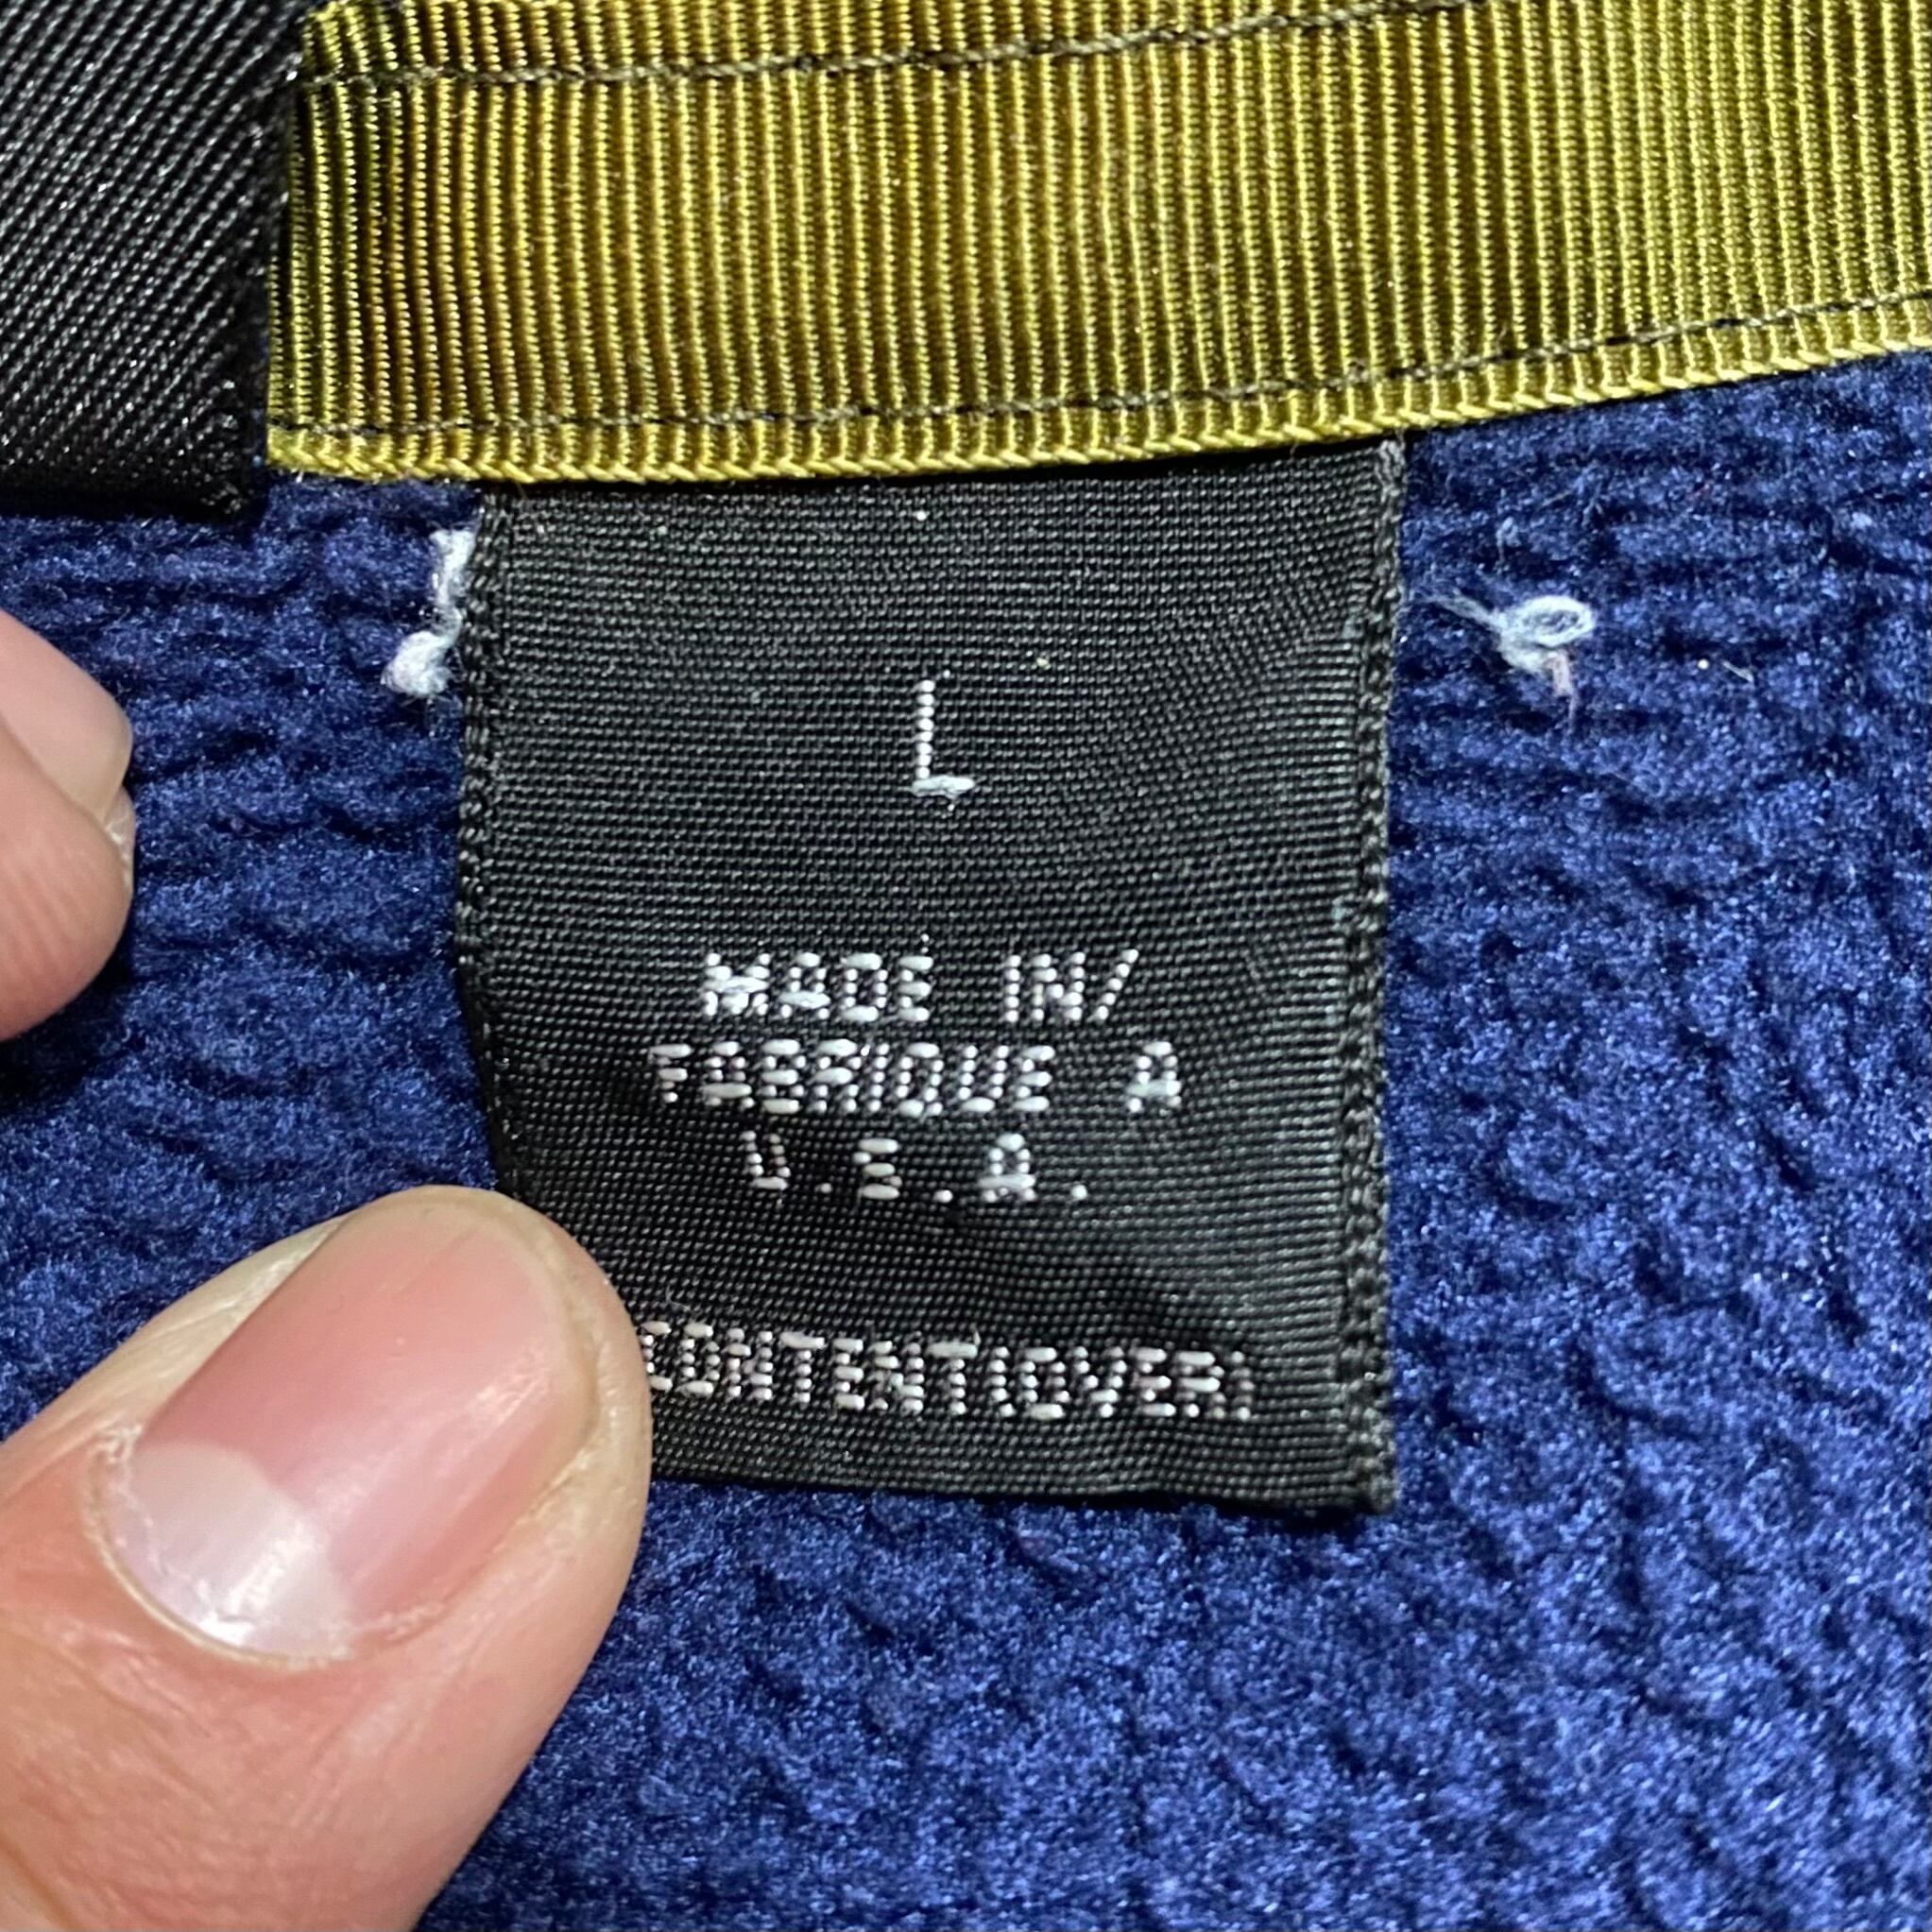 L
MADE IN/
FABRIQUE A
U.S.A.
CONTENT(OVER)